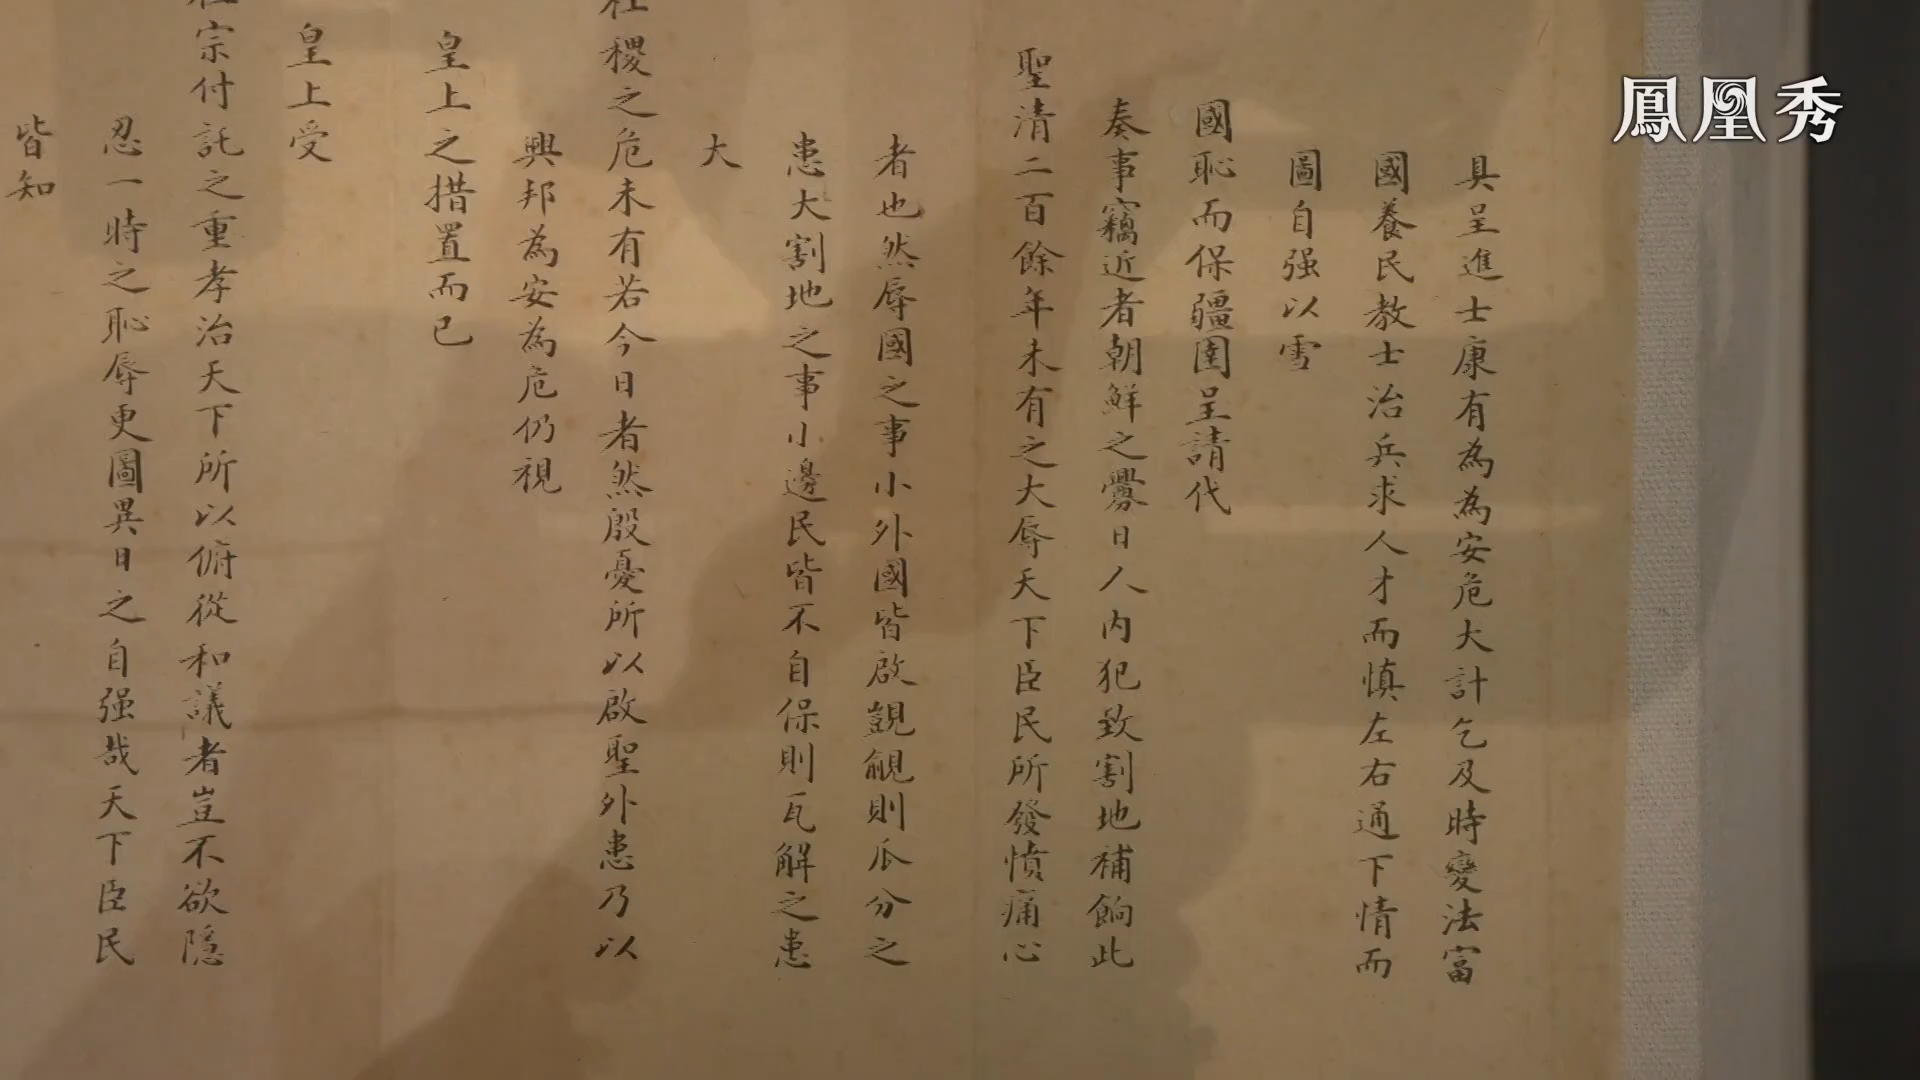 鳳凰秀
具呈進士康有為為安危大計乞及時變法富
國養民教士治兵求人才而慎左右通下情而
圖自强以雪
國恥而保疆圉呈請代
奏事竊近者朝鮮之釁日人内犯致割地補餉此
聖清二百餘年未有之大辱天下臣民所發憤痛心
者也然辱國之事小外國皆啟覬覦則瓜分之
患大割地之事小邊民皆不自保則瓦解之患
大
社稷之危未有若今日者然殷憂所以啟聖外患乃以
興邦為安為危仍視
皇上之措置而已
皇上受
宗付託之重孝治天下所以俯從和議者豈不欲隱
忍一時之恥辱更圖異日之自强哉天下臣民
皆知